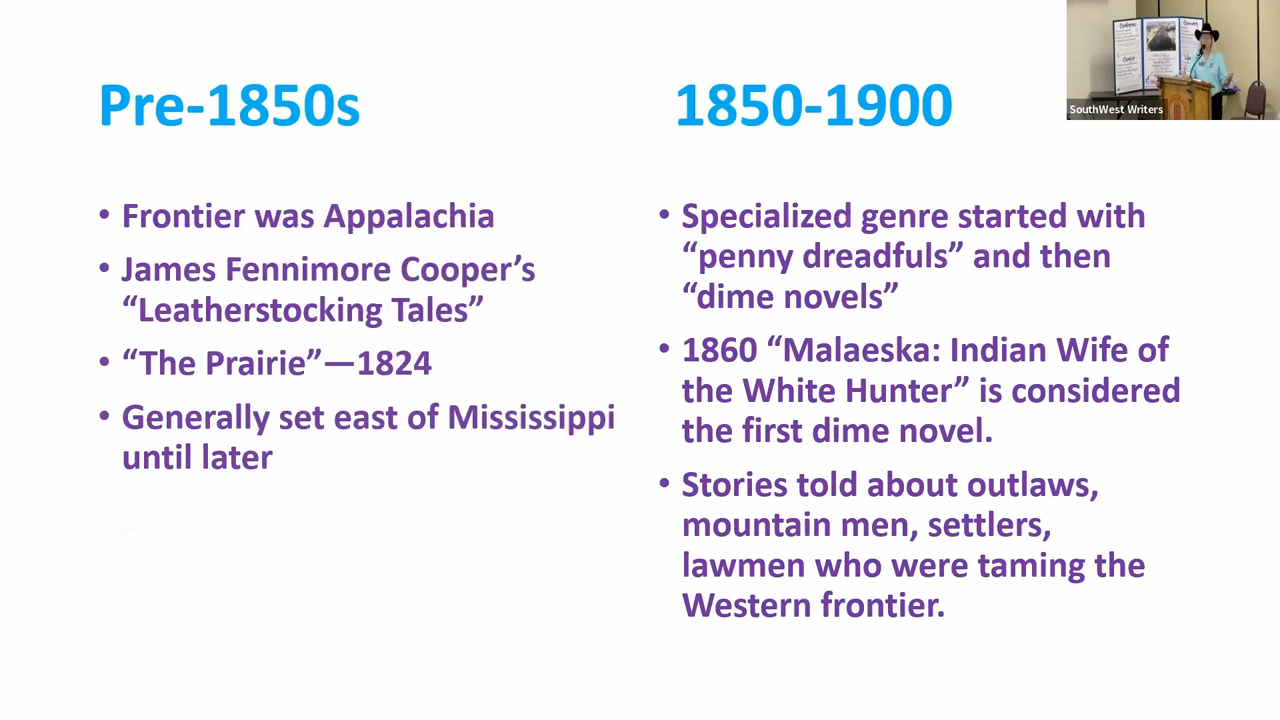 Pre-1850s
• Frontier was Appalachia
• James Fennimore Cooper’s
“Leatherstocking Tales”
• “The Prairie”—1824
• Generally set east of Mississippi
until later
1850-1900
• Specialized genre started with
“penny dreadfuls” and then
“dime novels”
• 1860 “Malaeska: Indian Wife of
the White Hunter” is considered
the first dime novel.
• Stories told about outlaws,
mountain men, settlers,
lawmen who were taming the
Western frontier.
SouthWest Writers